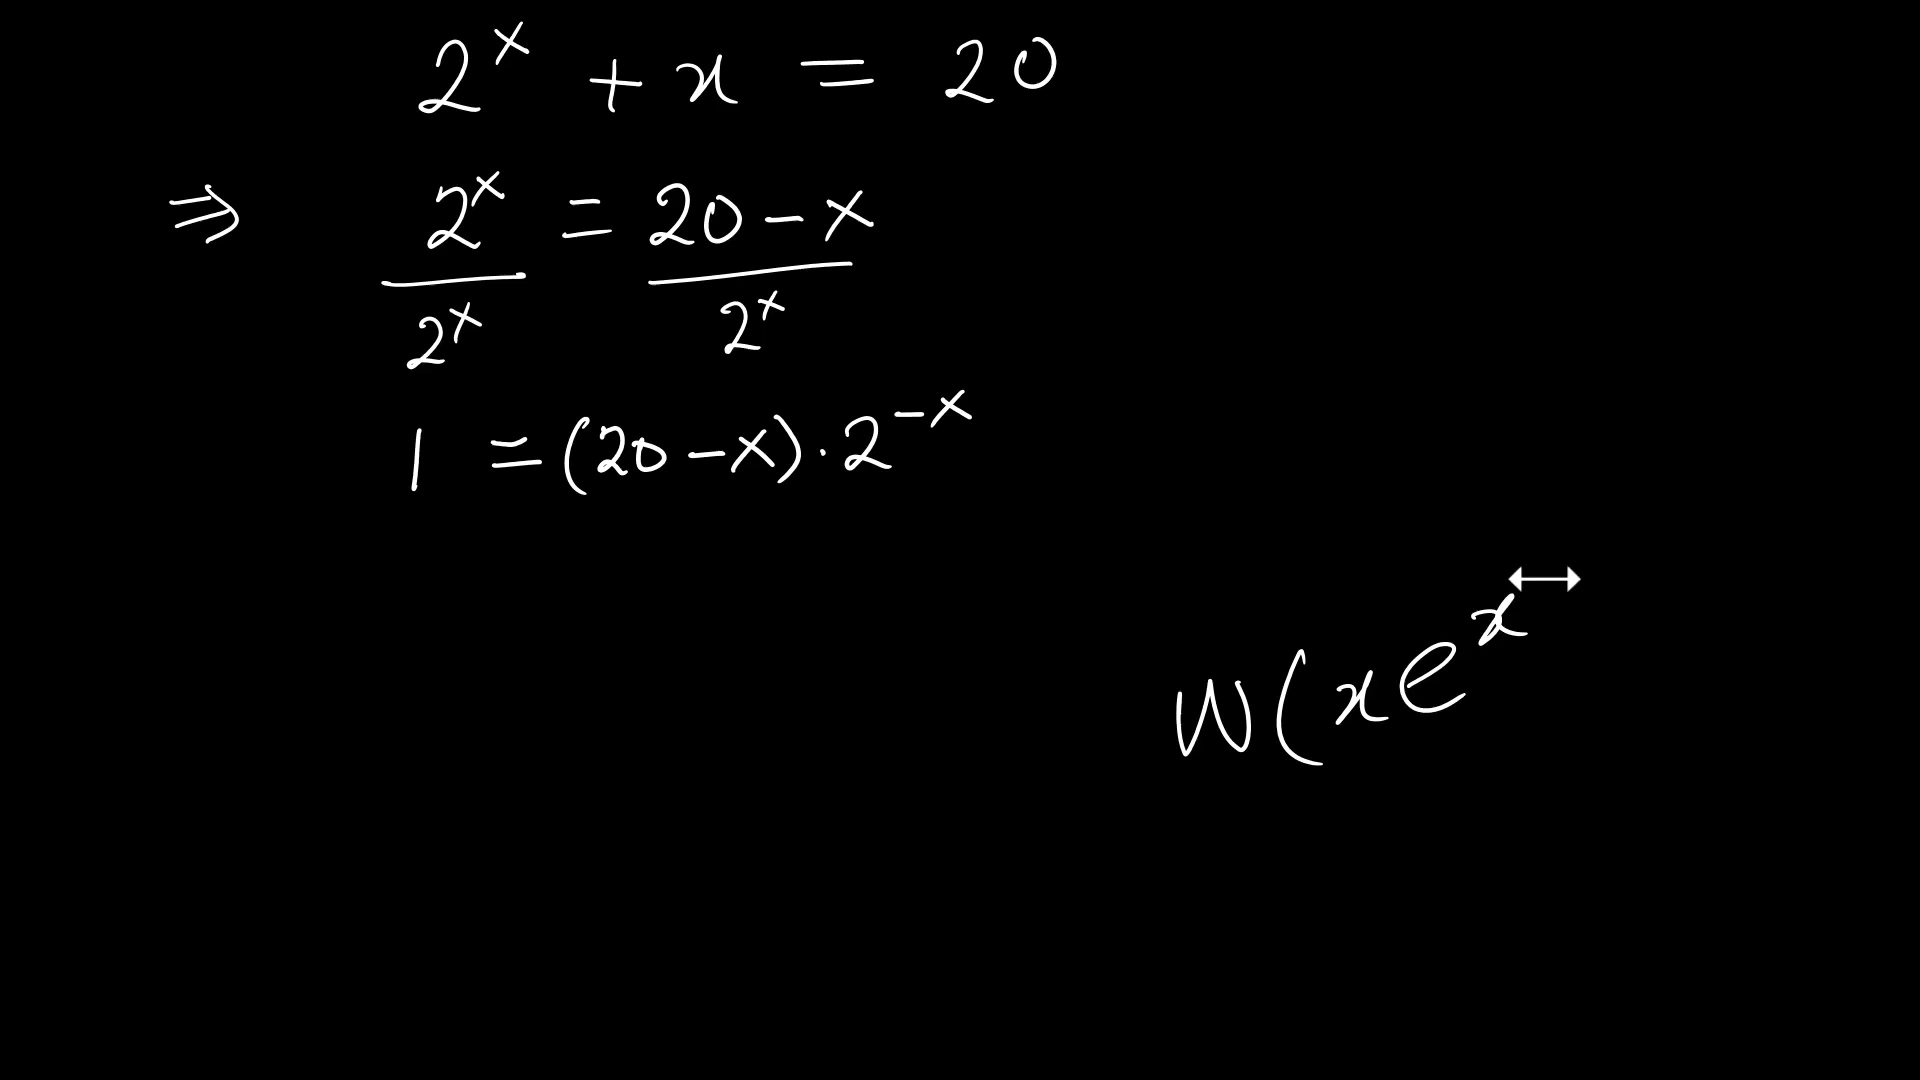 2^x + x = 20
⇒ 2^x/2^x = (20 - x)/2^x
1 = (20 - x) · 2^-x
W(xe^x